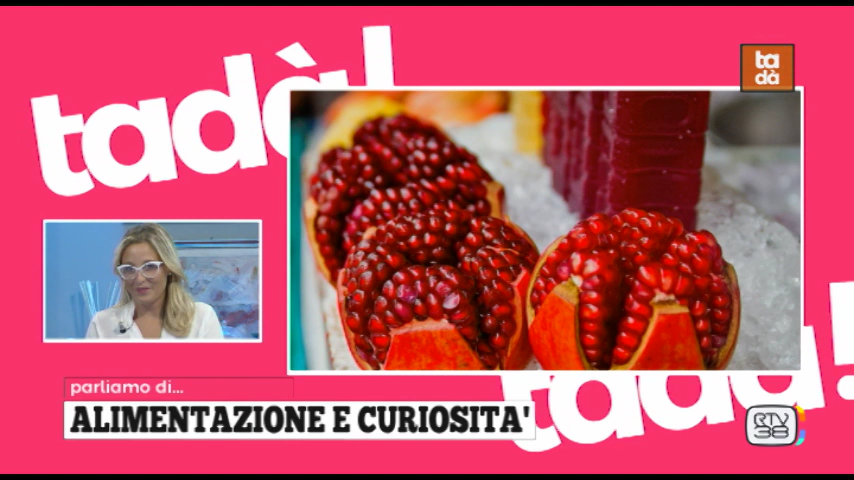 tadà!
ta
dà
parliamo di...
ALIMENTAZIONE E CURIOSITA'
tadà!
RTV
38